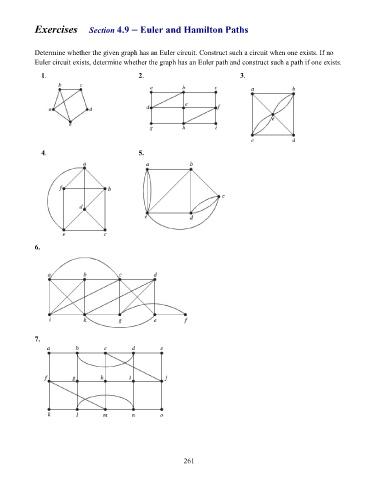 Exercises Section 4.9 – Euler and Hamilton Paths
Determine whether the given graph has an Euler circuit. Construct such a circuit when one exists. If no
Euler circuit exists, determine whether the graph has an Euler path and construct such a path if one exists.
1. 2. 3.
b c
a d
a b c
d e f
g h i
a b
c d
4. 5.
a
f b
d
e c
a b
c
e d
6.
a b c d
i h g e f
7.
a b c d e
f g h i j
k l m n o
261